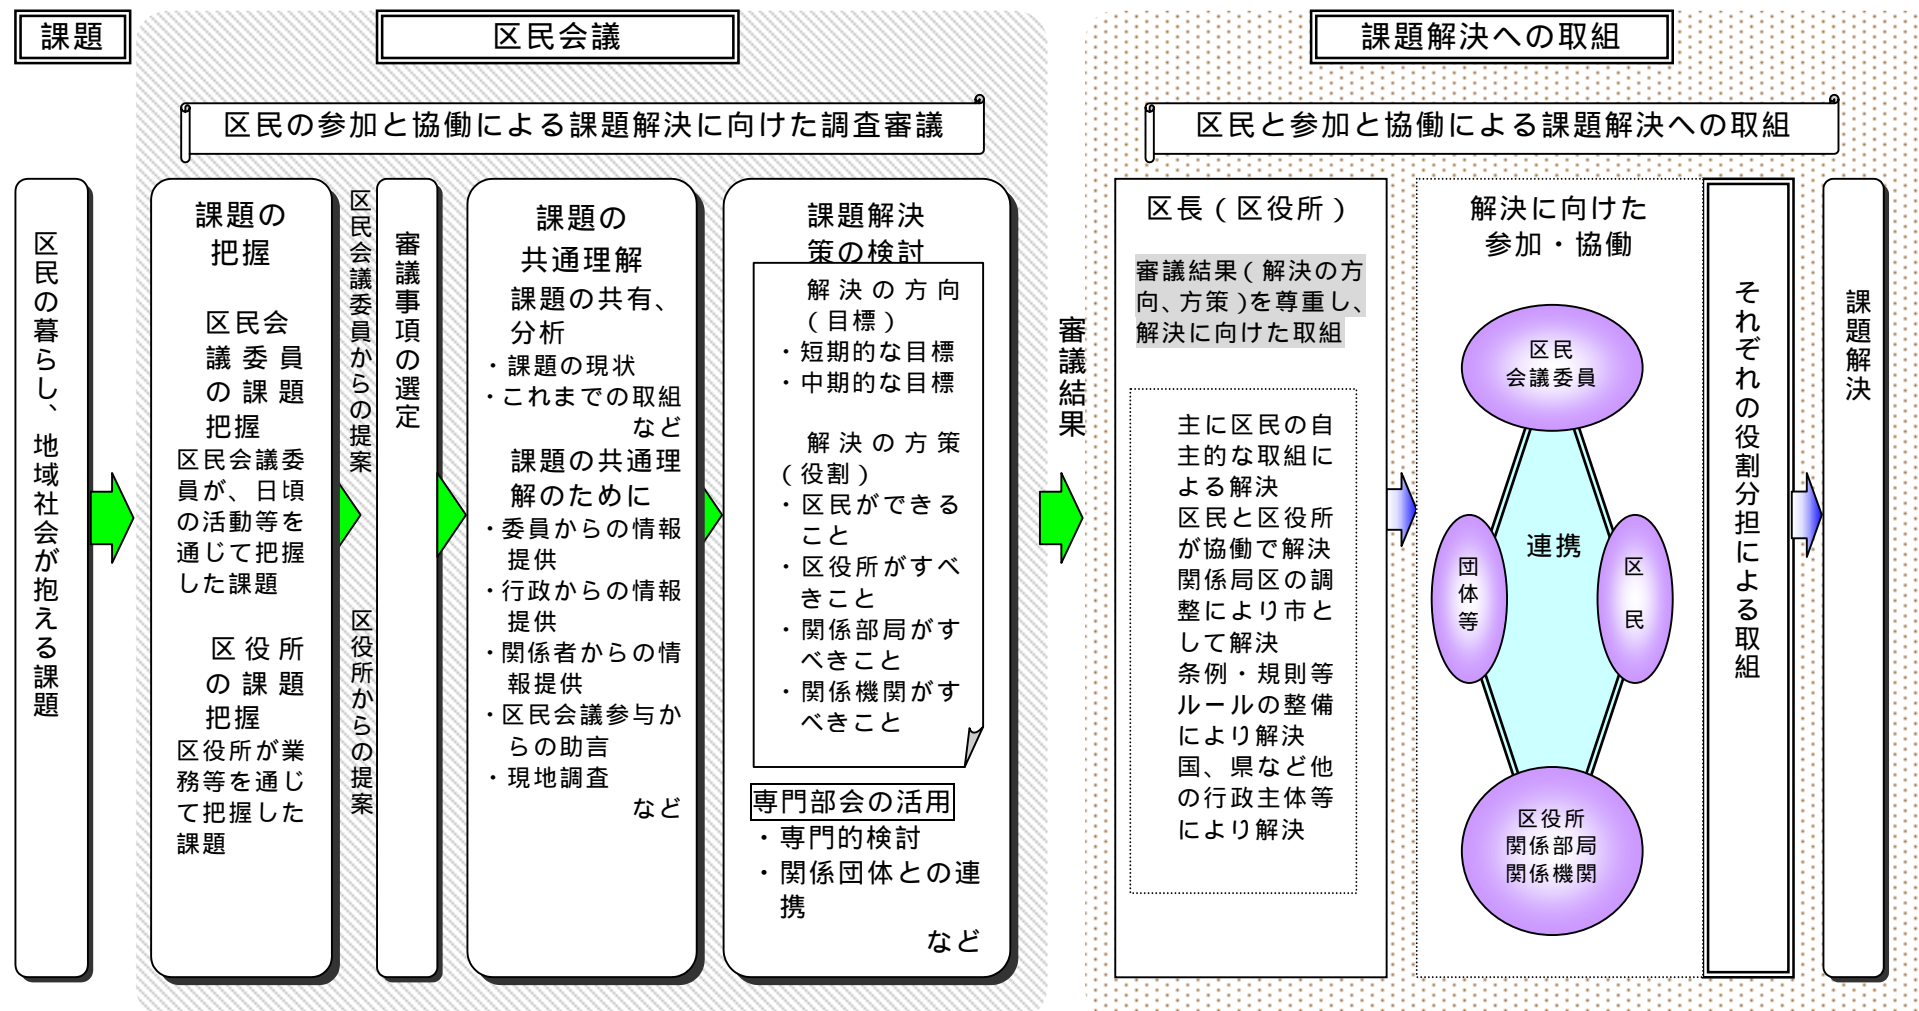 課題
区民会議
課題解決への取組
区民の参加と協働による課題解決に向けた調査審議
区民と参加と協働による課題解決への取組
区民の暮らし、地域社会が抱える課題
課題の
把握
区民会
議委員
の課題
把握
区民会議委
員が、日頃
の活動等を
通じて把握
した課題
区役所
の課題
把握
区役所が業
務等を通じ
て把握した
課題
区民会議委員からの提案
区役所からの提案
審議事項の選定
課題の
共通理解
課題の共有、
分析
・課題の現状
・これまでの取組
など
課題の共通理
解のために
・委員からの情報
提供
・行政からの情報
提供
・関係者からの情
報提供
・区民会議参与か
らの助言
・現地調査
など
課題解決
策の検討
解決の方向
（目標）
・短期的な目標
・中期的な目標
解決の方策
（役割）
・区民ができる
こと
・区役所がすべ
きこと
・関係部局がす
べきこと
・関係機関がす
べきこと
専門部会の活用
・専門的検討
・関係団体との連
携
など
審議結果
区長（区役所）
審議結果（解決の方
向、方策）を尊重し、
解決に向けた取組
主に区民の自
主的な取組に
よる解決
区民と区役所
が協働で解決
関係局区の調
整により市と
して解決
条例・規則等
ルールの整備
により解決
国、県など他
の行政主体等
により解決
解決に向けた
参加・協働
区民
会議委員
団体等
連携
区民
区役所
関係部局
関係機関
それぞれの役割分担による取組
課題解決